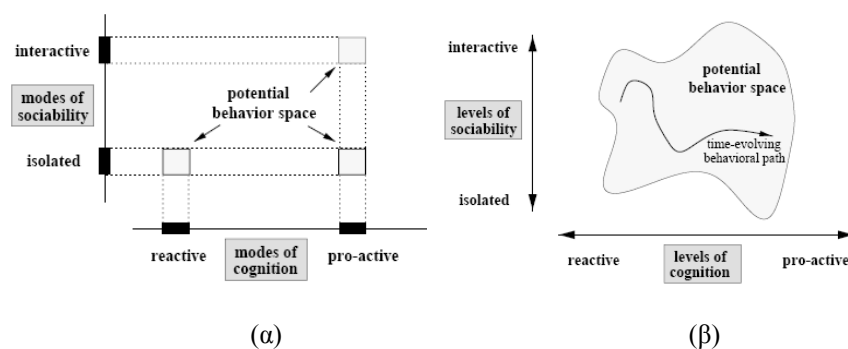 interactive
modes of
sociability
isolated
potential
behavior space
reactive
modes of
cognition
pro-active
(α)
interactive
levels of
sociability
isolated
potential
behavior space
time-evolving
behavioral path
reactive
levels of
cognition
pro-active
(β)